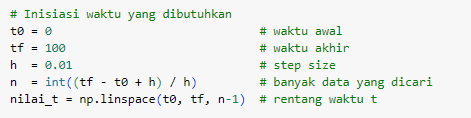 # Inisiasi waktu yang dibutuhkan
t0 = 0 # waktu awal
tf = 100 # waktu akhir
h = 0.01 # step size
n = int((tf - t0 + h) / h) # banyak data yang dicari
nilai_t = np.linspace(t0, tf, n-1) # rentang waktu t